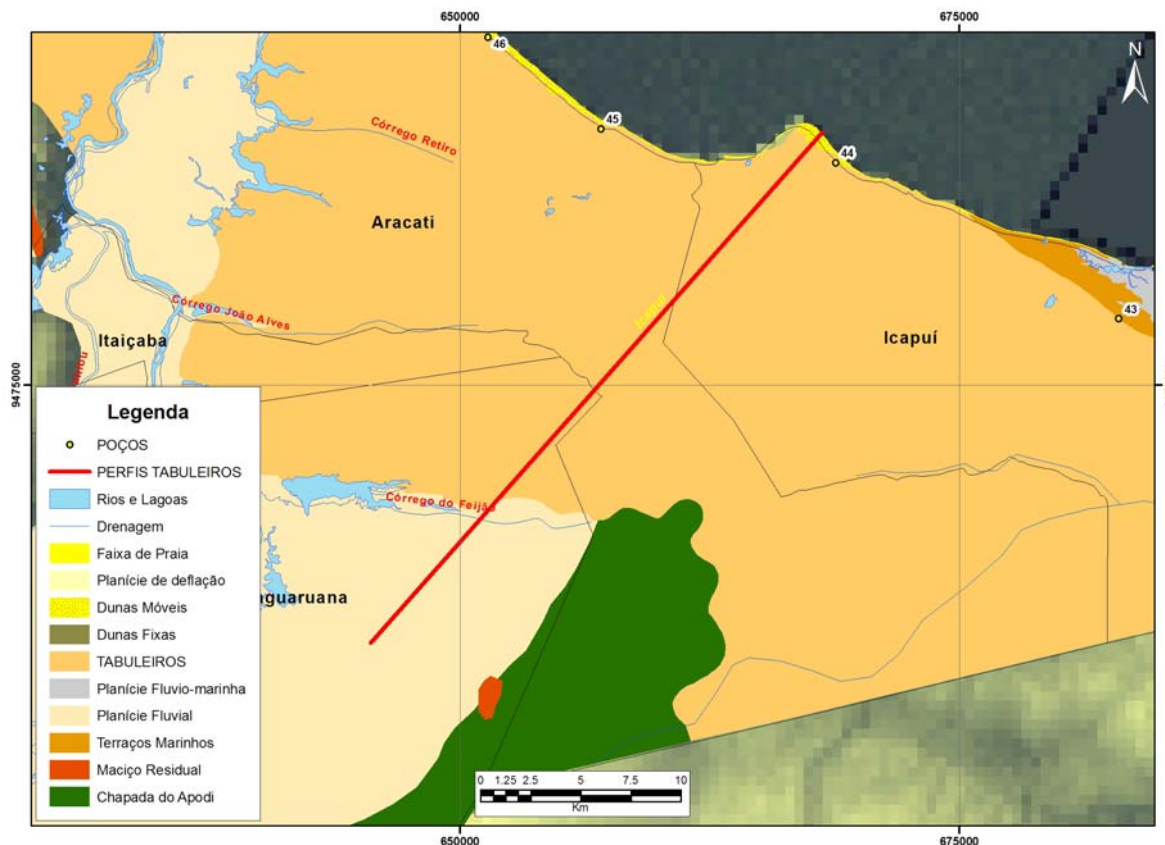 650000
675000
46
N
45
Córrego Retiro
44
Aracati
Icapuí
Córrego João Alves
43
Itaiçaba
Icapuí
9475000
Legenda
POÇOS
PERFIS TABULEIROS
Rios e Lagoas
Drenagem
Faixa de Praia
Planície de deflação
Dunas Móveis
Dunas Fixas
TABULEIROS
Planície Fluvio-marinha
Planície Fluvial
Terraços Marinhos
Maciço Residual
Chapada do Apodi
Córrego do Feijão
aguaruana
0 1.25 2.5 5 7.5 10
Km
650000
675000